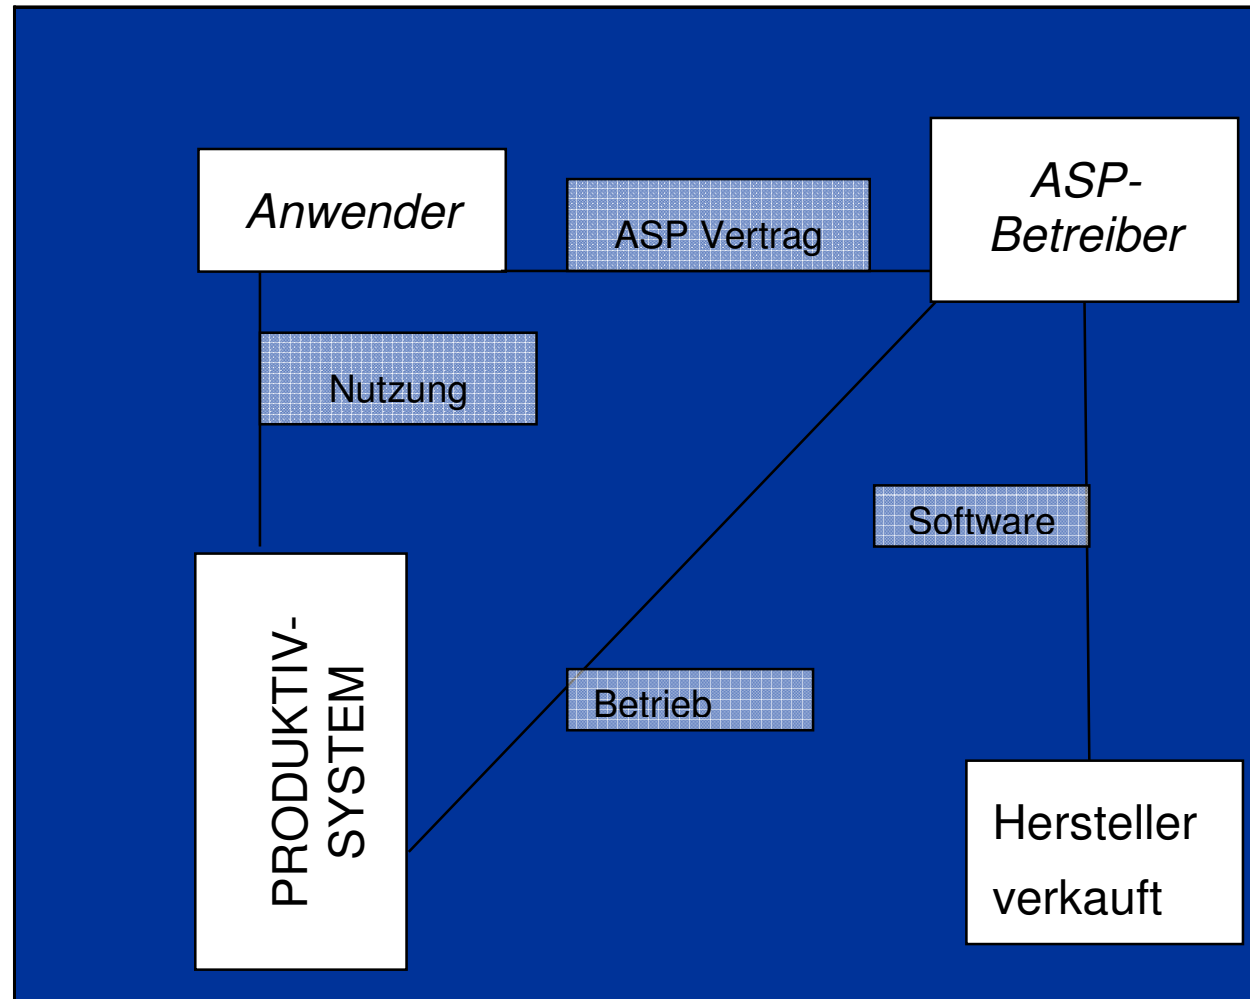 Anwender
ASP Vertrag
ASP-
Betreiber
Nutzung
Software
PRODUKTIV-
SYSTEM
Betrieb
Hersteller
verkauft